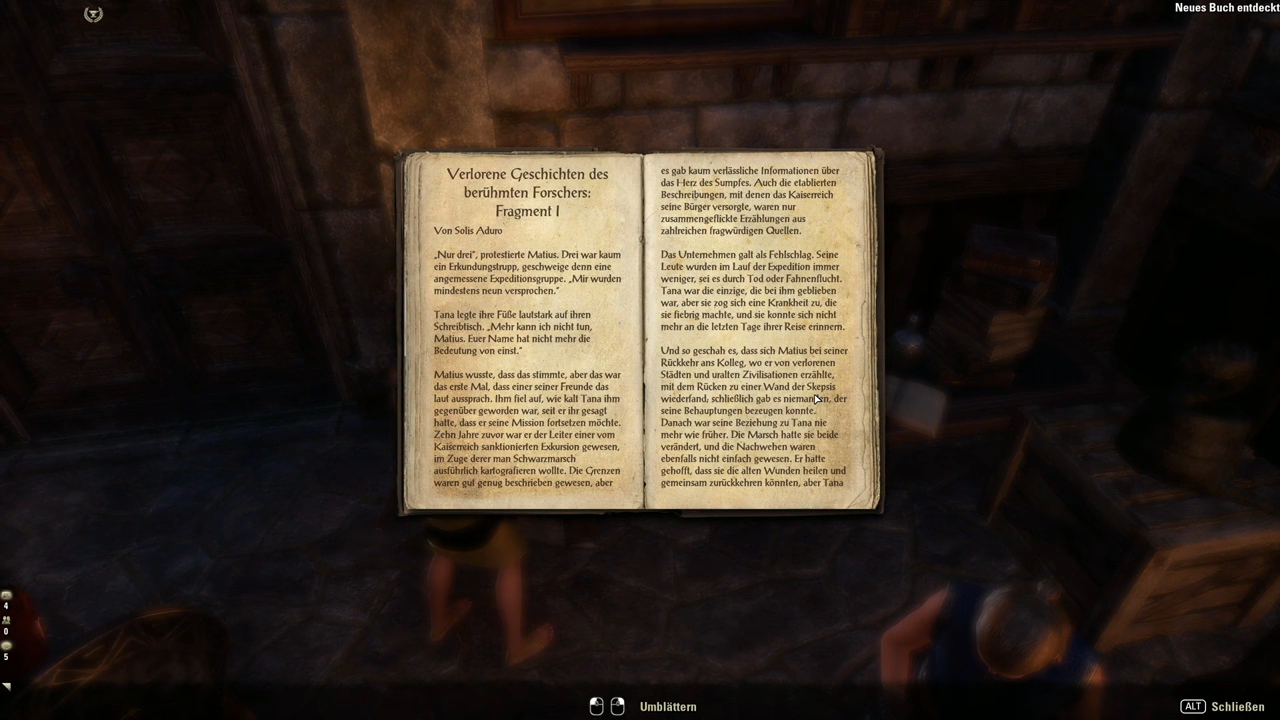 Neues Buch entdeckt
Verlorene Geschichten des
berühmten Forschers:
Fragment I
Von Solis Aduro
„Nur drei“, protestierte Matius. Drei war kaum
ein Erkundungstrupp, geschweige denn eine
angemessene Expeditionsgruppe. „Mir wurden
mindestens neun versprochen.“
Tana legte ihre Füße lautstark auf ihren
Schreibtisch. „Mehr kann ich nicht tun,
Matius. Euer Name hat nicht mehr die
Bedeutung von einst.“
Matius wusste, dass das stimmte, aber das war
das erste Mal, dass einer seiner Freunde das
laut aussprach. Ihm fiel auf, wie kalt Tana ihm
gegenüber geworden war, seit er ihr gesagt
hatte, dass er seine Mission fortsetzen möchte.
Zehn Jahre zuvor war er der Leiter einer vom
Kaiserreich sanktionierten Exkursion gewesen,
im Zuge derer man Schwarzmarsch
ausführlich kartografieren wollte. Die Grenzen
waren gut genug beschrieben gewesen, aber
es gab kaum verlässliche Informationen über
das Herz des Sumpfes. Auch die etablierten
Beschreibungen, mit denen das Kaiserreich
seine Bürger versorgte, waren nur
zusammengeflickte Erzählungen aus
zahlreichen fragwürdigen Quellen.
Das Unternehmen galt als Fehlschlag. Seine
Leute wurden im Lauf der Expedition immer
weniger, sei es durch Tod oder Fahnenflucht.
Tana war die einzige, die bei ihm geblieben
war, aber sie zog sich eine Krankheit zu, die
sie fiebrig machte, und sie konnte sich nicht
mehr an die letzten Tage ihrer Reise erinnern.
Und so geschah es, dass sich Matius bei seiner
Rückkehr ans Kolleg, wo er von verlorenen
Städten und uralten Zivilisationen erzählte,
mit dem Rücken zu einer Wand der Skepsis
wiederfand, schließlich gab es niemanden, der
seine Behauptungen bezeugen konnte.
Danach war seine Beziehung zu Tana nie
mehr wie früher. Die Marsch hatte sie beide
verändert, und die Nachwehen waren
ebenfalls nicht einfach gewesen. Er hatte
gehofft, dass sie die alten Wunden heilen und
gemeinsam zurückkehren könnten, aber Tana
4
0
5
Umblättern
ALT Schließen